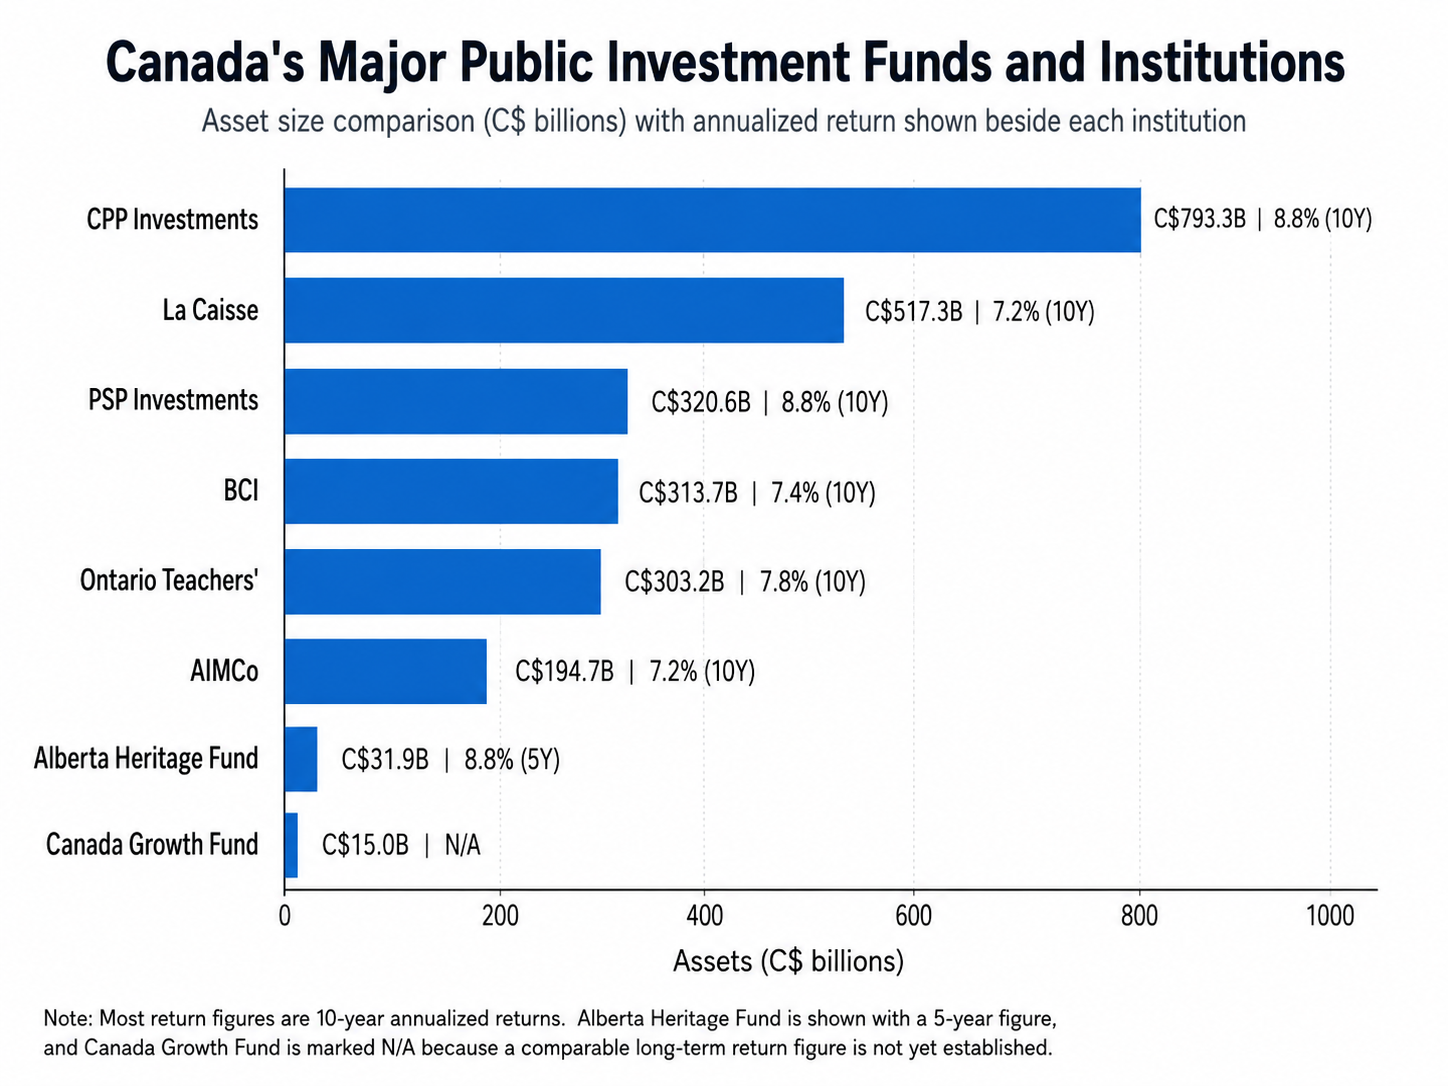 Canada's Major Public Investment Funds and Institutions
Asset size comparison (C$ billions) with annualized return shown beside each institution
CPP Investments
C$793.3B | 8.8% (10Y)
La Caisse
C$517.3B | 7.2% (10Y)
PSP Investments
C$320.6B | 8.8% (10Y)
BCI
C$313.7B | 7.4% (10Y)
Ontario Teachers'
C$303.2B | 7.8% (10Y)
AIMCo
C$194.7B | 7.2% (10Y)
Alberta Heritage Fund
C$31.9B | 8.8% (5Y)
Canada Growth Fund
C$15.0B | N/A
0 200 400 600 800 1000
Assets (C$ billions)
Note: Most return figures are 10-year annualized returns. Alberta Heritage Fund is shown with a 5-year figure,
and Canada Growth Fund is marked N/A because a comparable long-term return figure is not yet established.